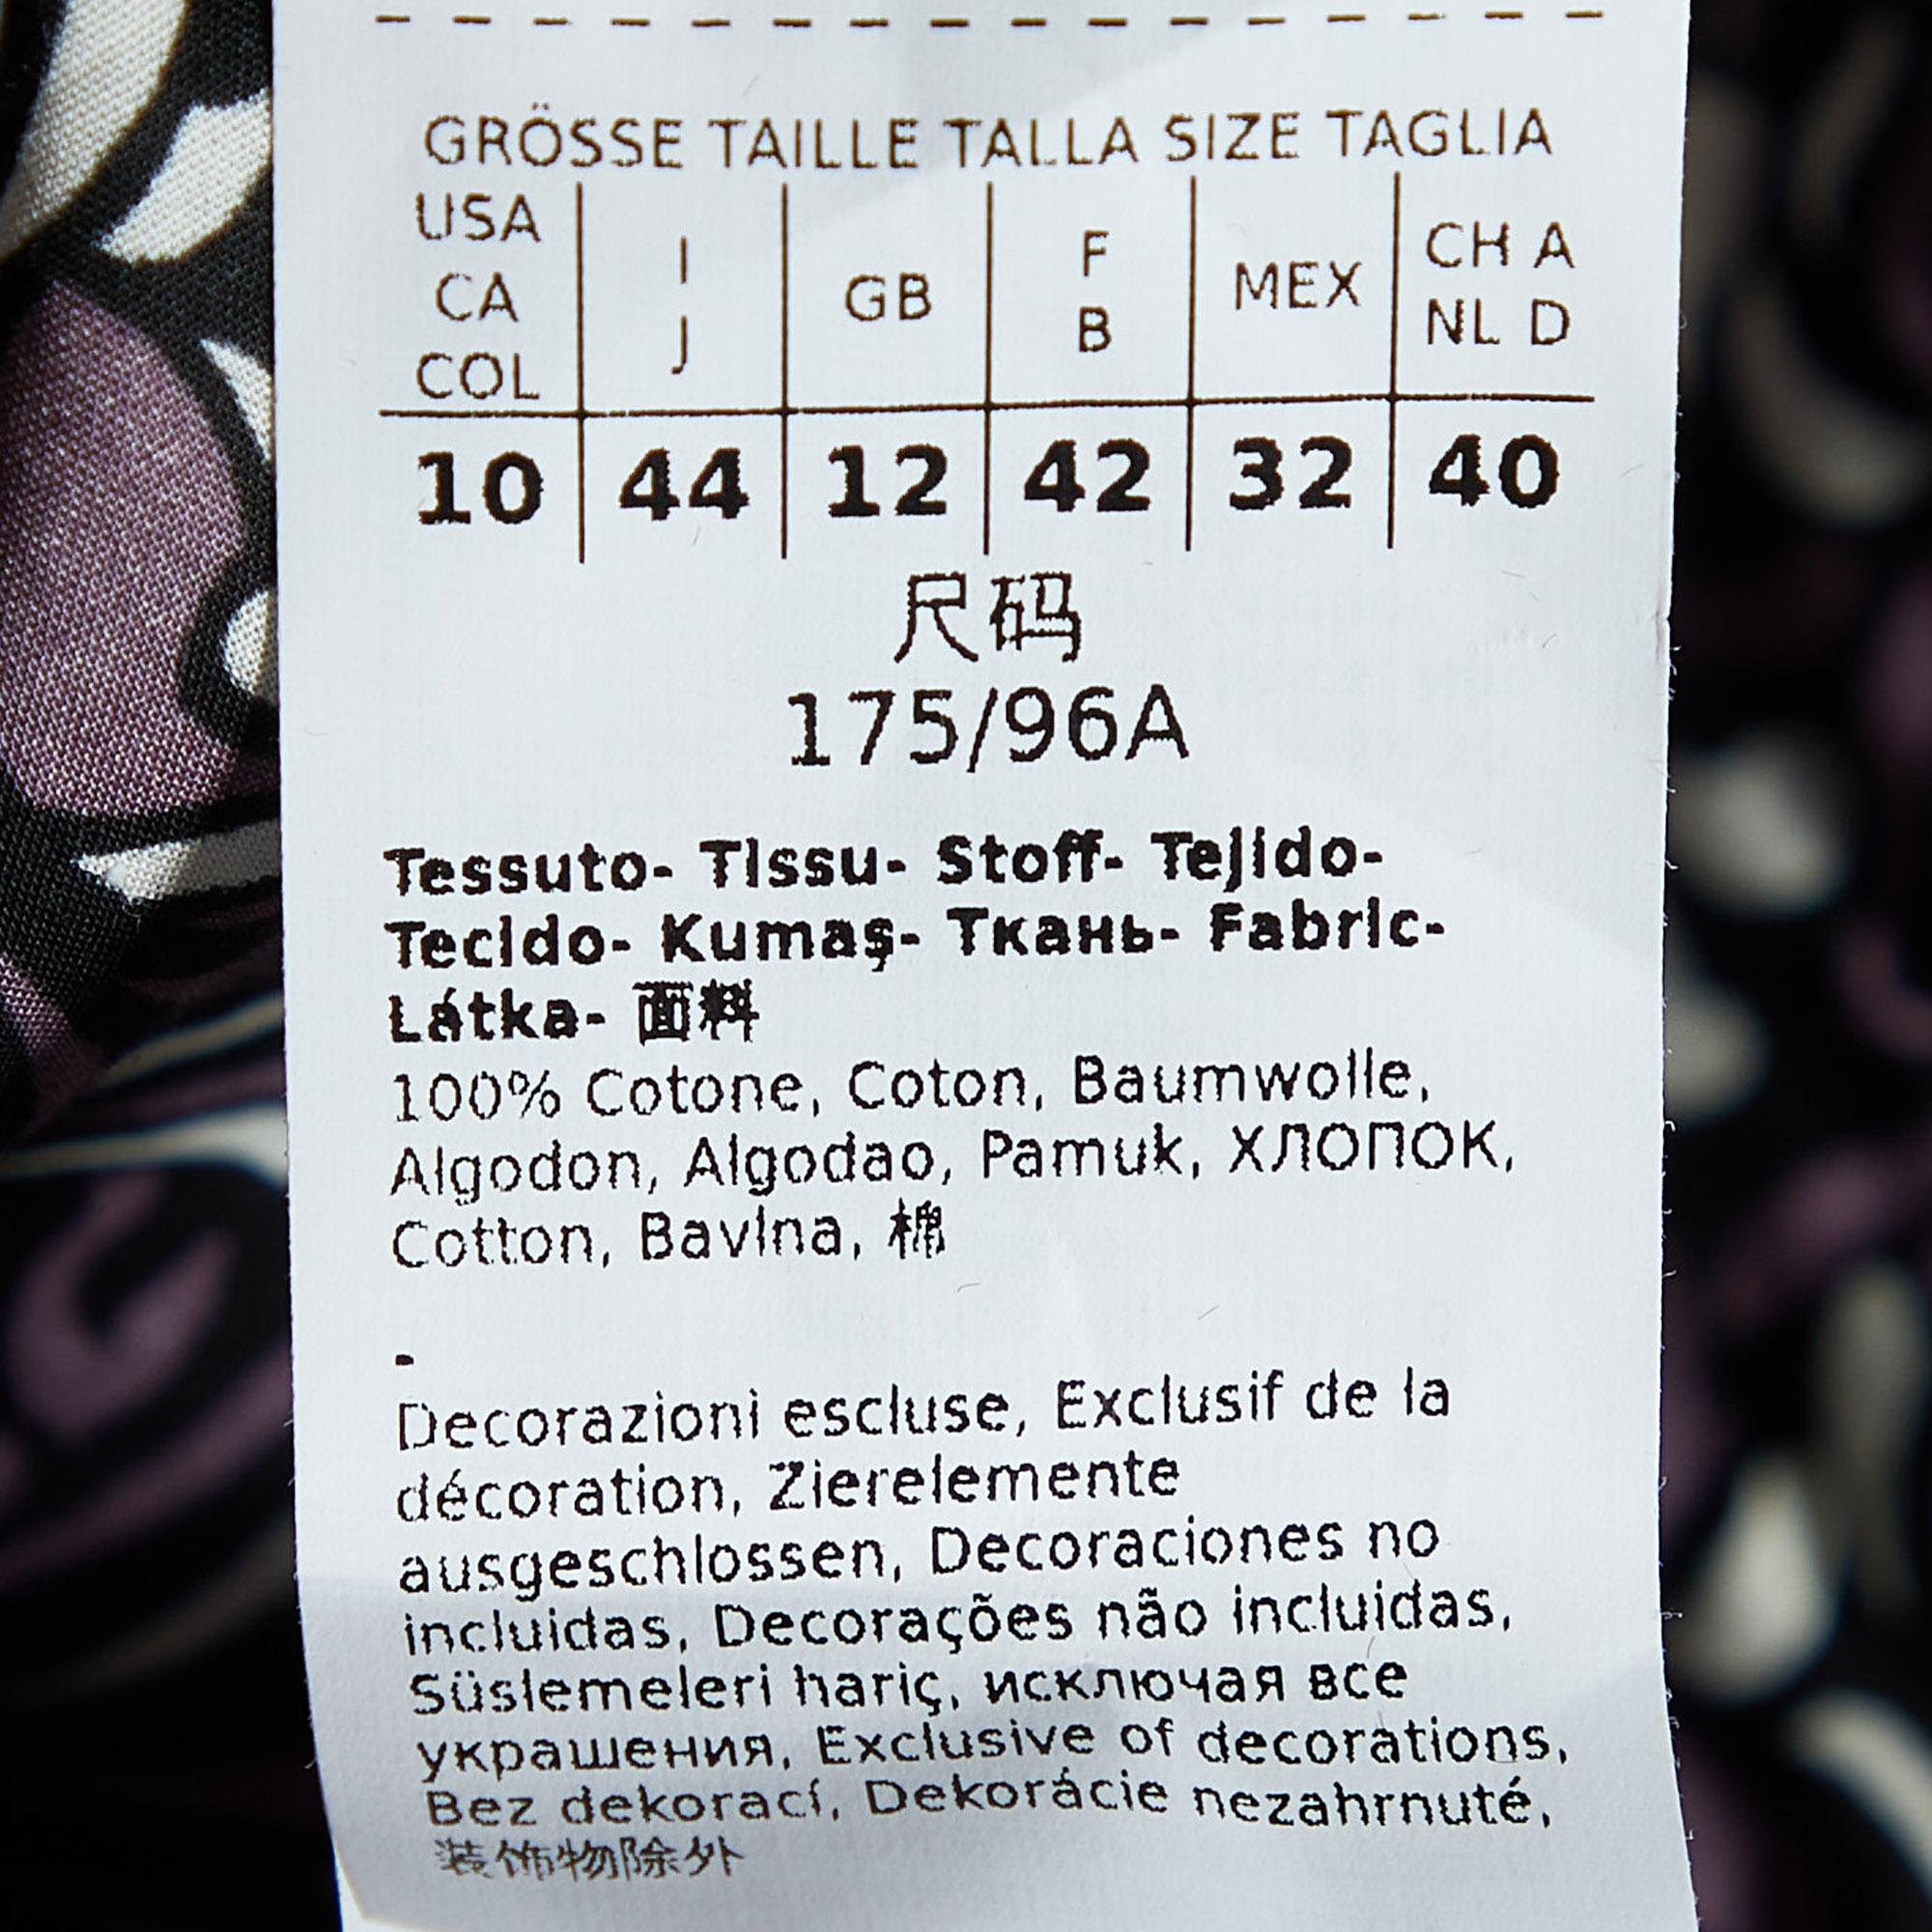 GRÖSSE TAILLE TALLA SIZE TAGLIA
USA CA COL | I J | GB | F B | MEX | CH A NL D
10 | 44 | 12 | 42 | 32 | 40
尺码
175/96A
Tessuto- Tissu- Stoff- Tejido-
Tecido- Kumaş- Ткань- Fabric-
Látka- 面料
100% Cotone, Coton, Baumwolle,
Algodon, Algodao, Pamuk, ХЛОПОК,
Cotton, Bavlna, 棉
-
Decorazioni escluse, Exclusif de la
décoration, Zierelemente
ausgeschlossen, Decoraciones no
incluidas, Decorações não incluidas,
Süslemeleri hariç, исключая все
украшения, Exclusive of decorations,
Bez dekorací, Dekorácie nezahrnuté,
装饰物除外